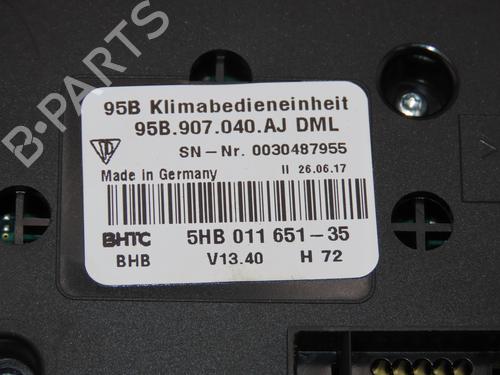 B-PARTS
95B Klimabedieneinheit
95B.907.040.AJ DML
SN-Nr. 0030487955
Made in Germany II 26.06.17
BHTC 5HB 011 651-35
BHB V13.40 H 72